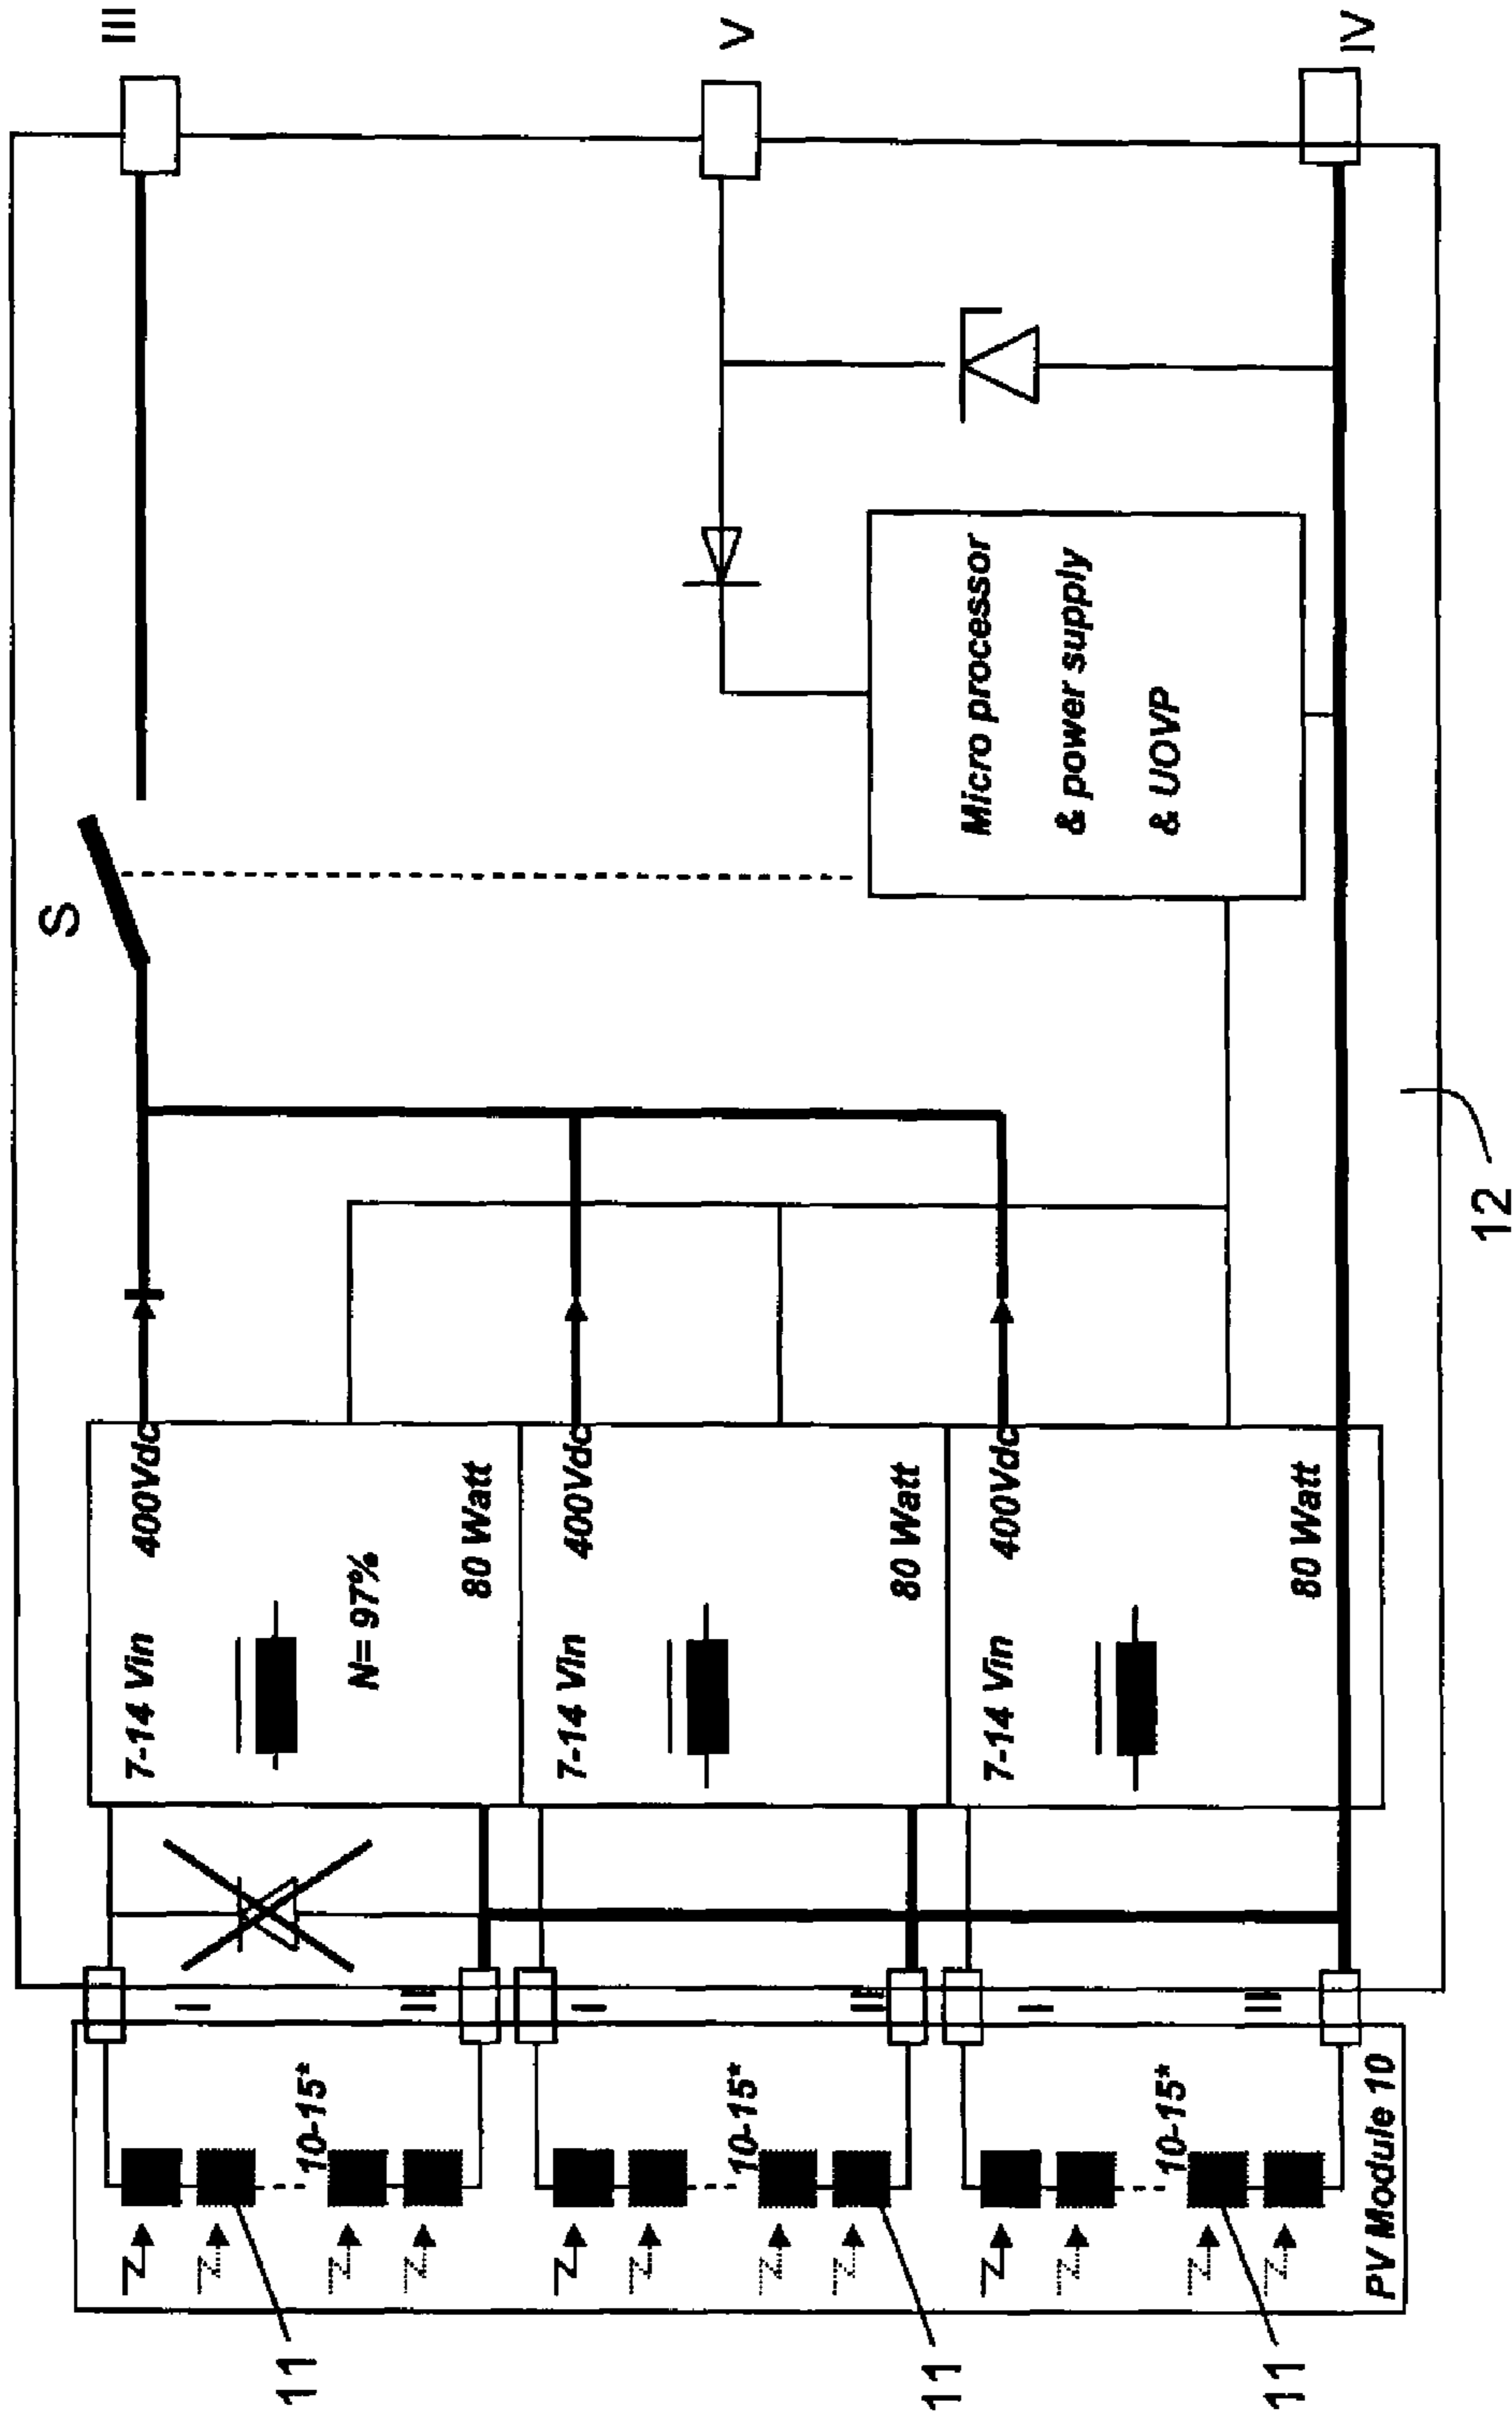 III
V
IV
S
Micro processor
& power supply
& UOVP
7-14 Vin 400Vdc
N= 97%
80 Watt
7-14 Vin 400Vdc
80 Watt
7-14 Vin 400Vdc
80 Watt
I
II
I
II
I
II
10-15*
10-15*
10-15*
PV Module 10
11
11
11
12